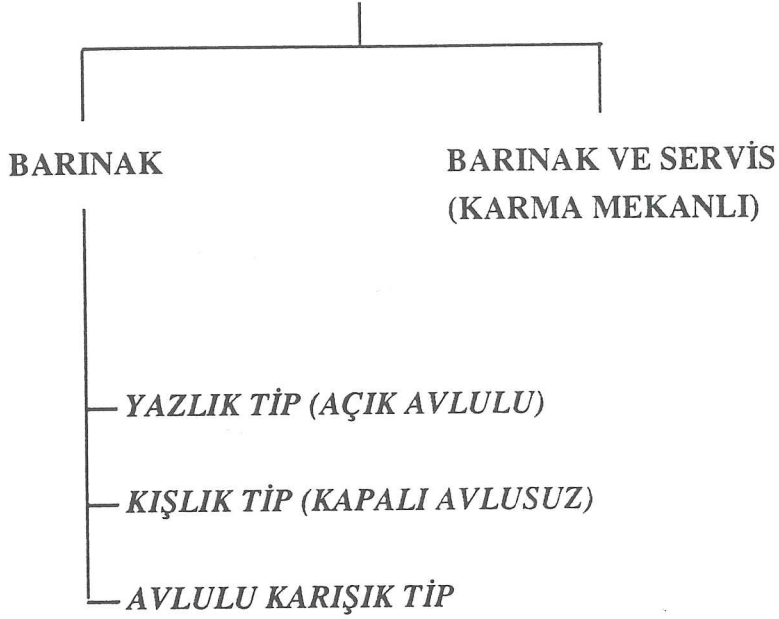 BARINAK
BARINAK VE SERVİS
(KARMA MEKANLI)
YAZLIK TİP (AÇIK AVLULU)
KIŞLIK TİP (KAPALI AVLUSUZ)
AVLULU KARIŞIK TİP